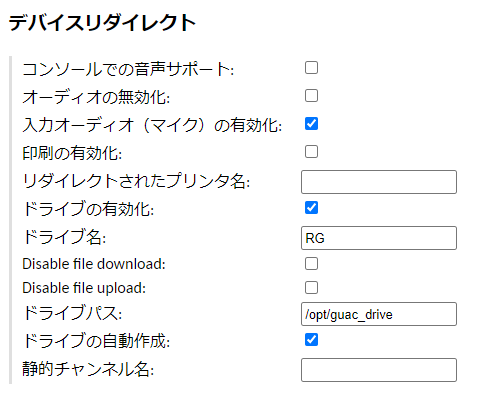 デバイスリダイレクト
コンソールでの音声サポート:
オーディオの無効化:
入力オーディオ（マイク）の有効化:
印刷の有効化:
リダイレクトされたプリンタ名:
ドライブの有効化:
ドライブ名: RG
Disable file download:
Disable file upload:
ドライブパス: /opt/guac_drive
ドライブの自動作成:
静的チャンネル名: